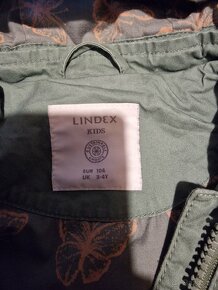 LINDEX
KIDS
EUR 104
UK 3-4Y